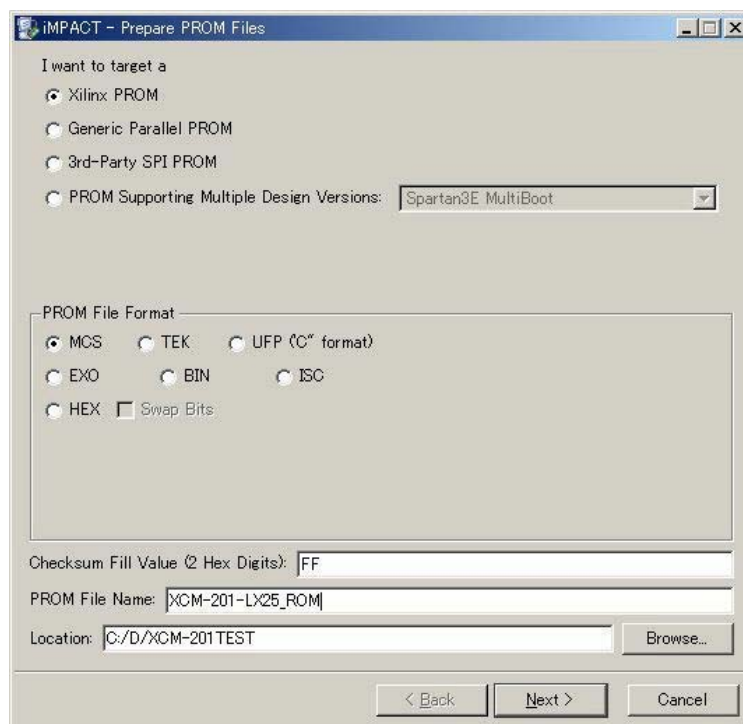 iMPACT - Prepare PROM Files
I want to target a
Xilinx PROM
Generic Parallel PROM
3rd-Party SPI PROM
PROM Supporting Multiple Design Versions: Spartan3E MultiBoot
PROM File Format
MCS TEK UFP ("C" format)
EXO BIN ISC
HEX Swap Bits
Checksum Fill Value (2 Hex Digits): FF
PROM File Name: XCM-201-LX25_ROM
Location: C:/D/XCM-201TEST Browse...
< Back Next > Cancel